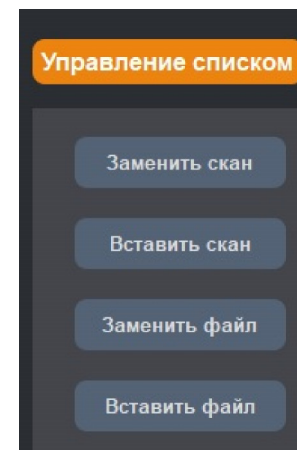 Управление списком
Заменить скан
Вставить скан
Заменить файл
Вставить файл